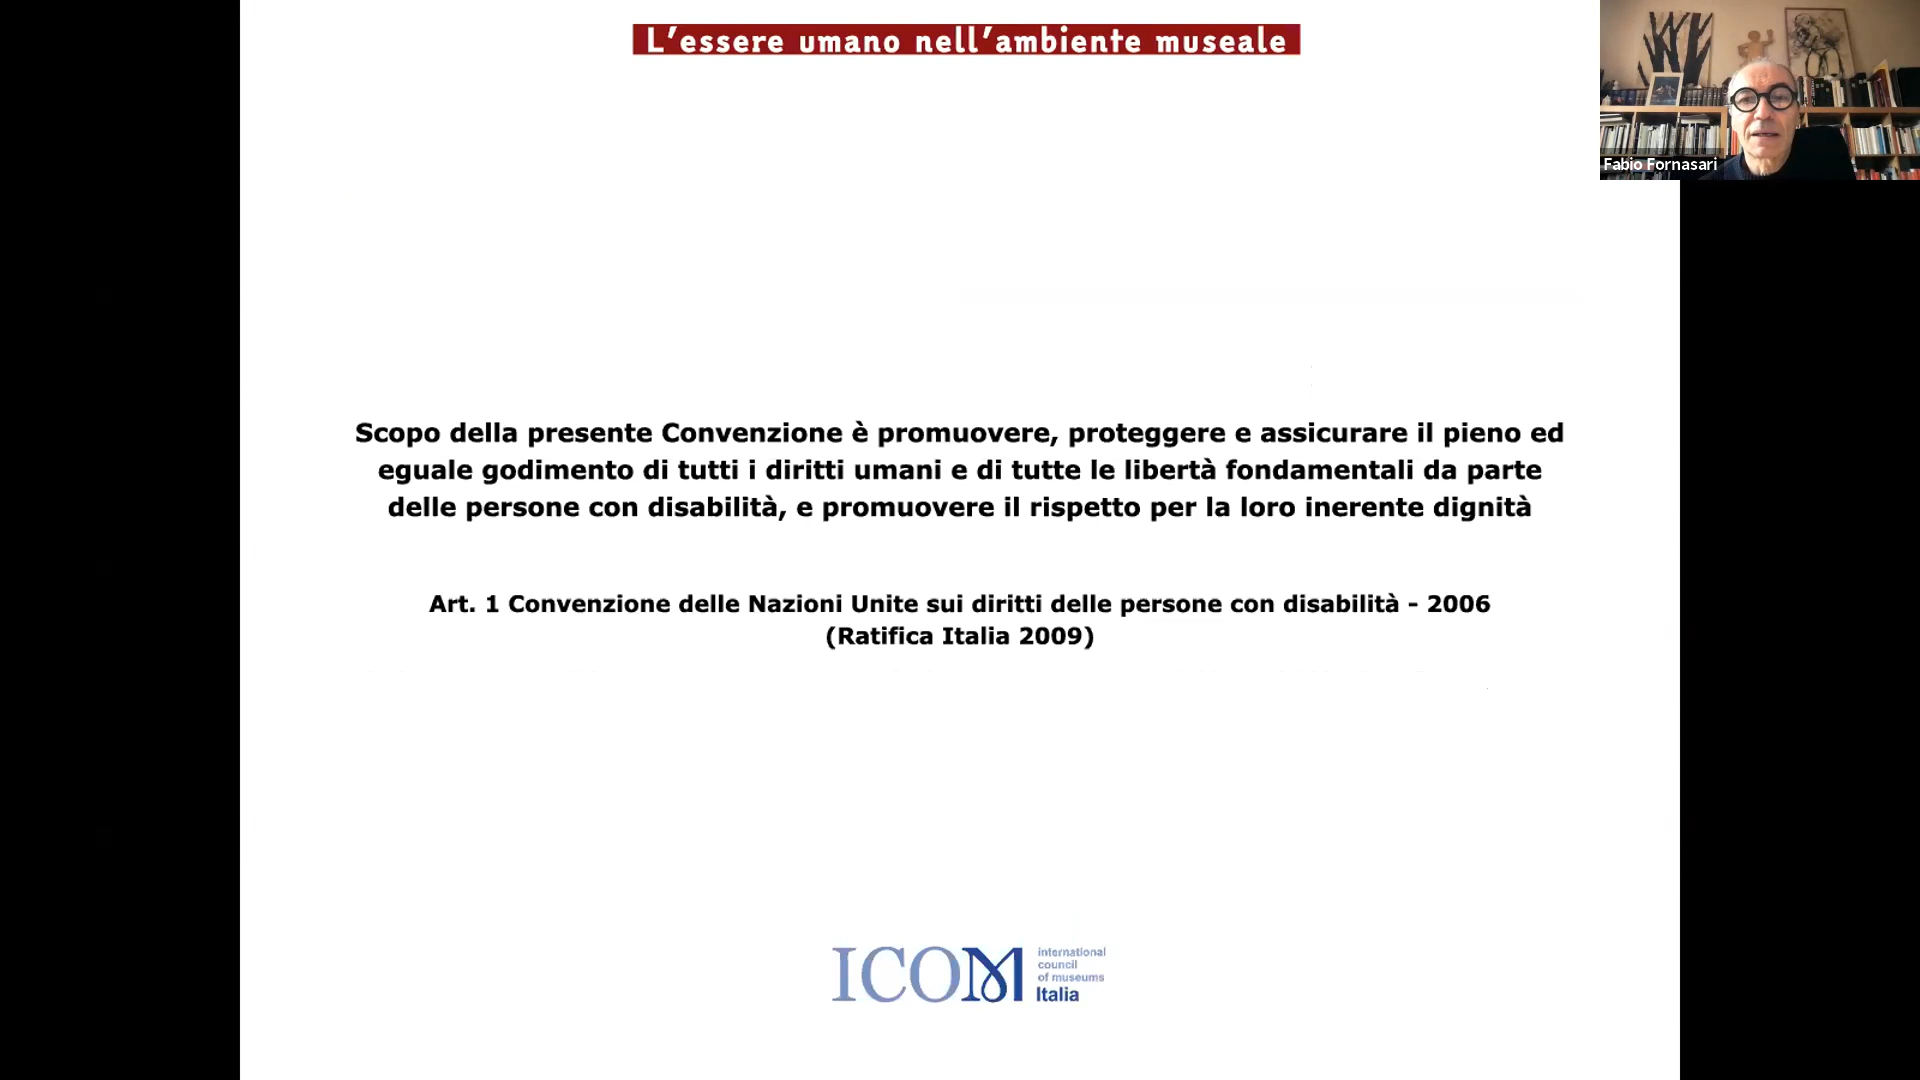 L'essere umano nell'ambiente museale
Fabio Fornasari
Scopo della presente Convenzione è promuovere, proteggere e assicurare il pieno ed
eguale godimento di tutti i diritti umani e di tutte le libertà fondamentali da parte
delle persone con disabilità, e promuovere il rispetto per la loro inerente dignità
Art. 1 Convenzione delle Nazioni Unite sui diritti delle persone con disabilità - 2006
(Ratifica Italia 2009)
ICOM
international
council
of museums
Italia